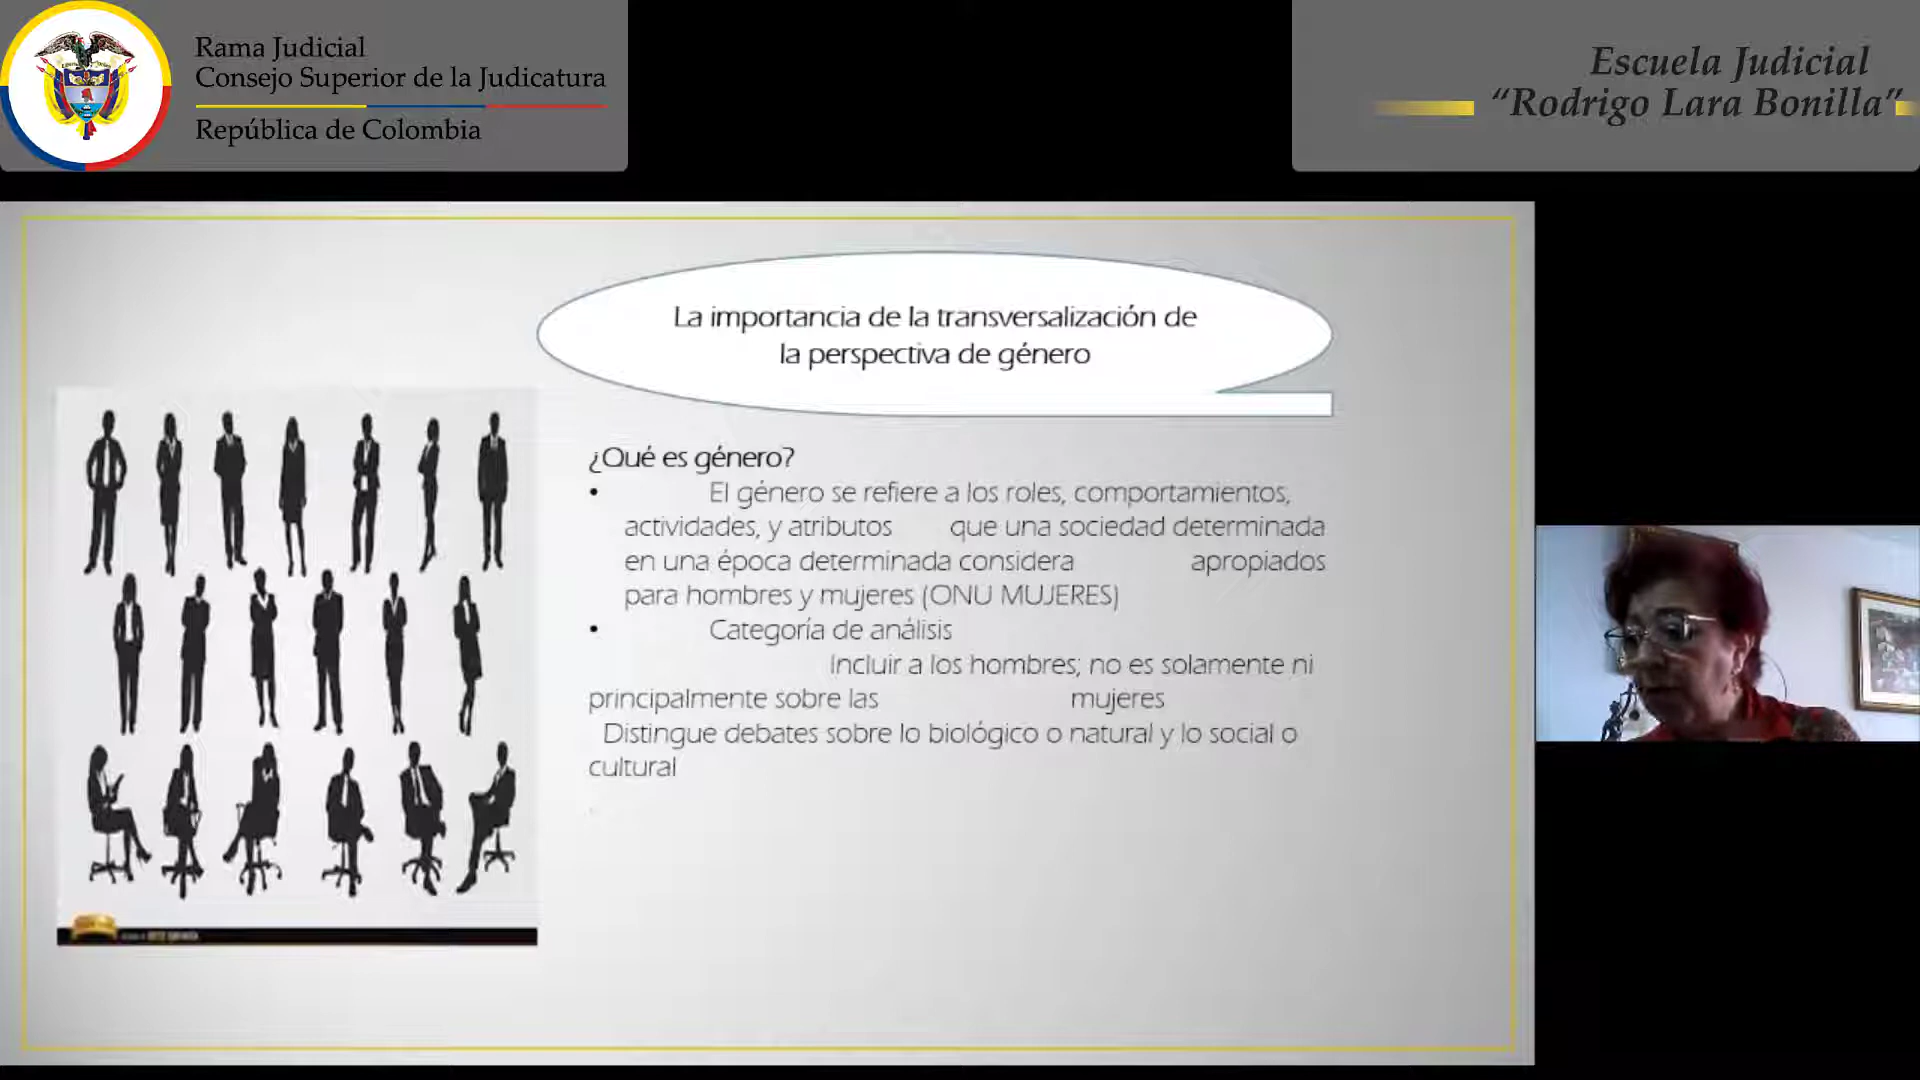 Rama Judicial
Consejo Superior de la Judicatura
República de Colombia
Escuela Judicial
“Rodrigo Lara Bonilla”
La importancia de la transversalización de
la perspectiva de género
¿Qué es género?
• El género se refiere a los roles, comportamientos,
actividades, y atributos que una sociedad determinada
en una época determinada considera apropiados
para hombres y mujeres (ONU MUJERES)
• Categoría de análisis
Incluir a los hombres; no es solamente ni
principalmente sobre las mujeres
Distingue debates sobre lo biológico o natural y lo social o
cultural